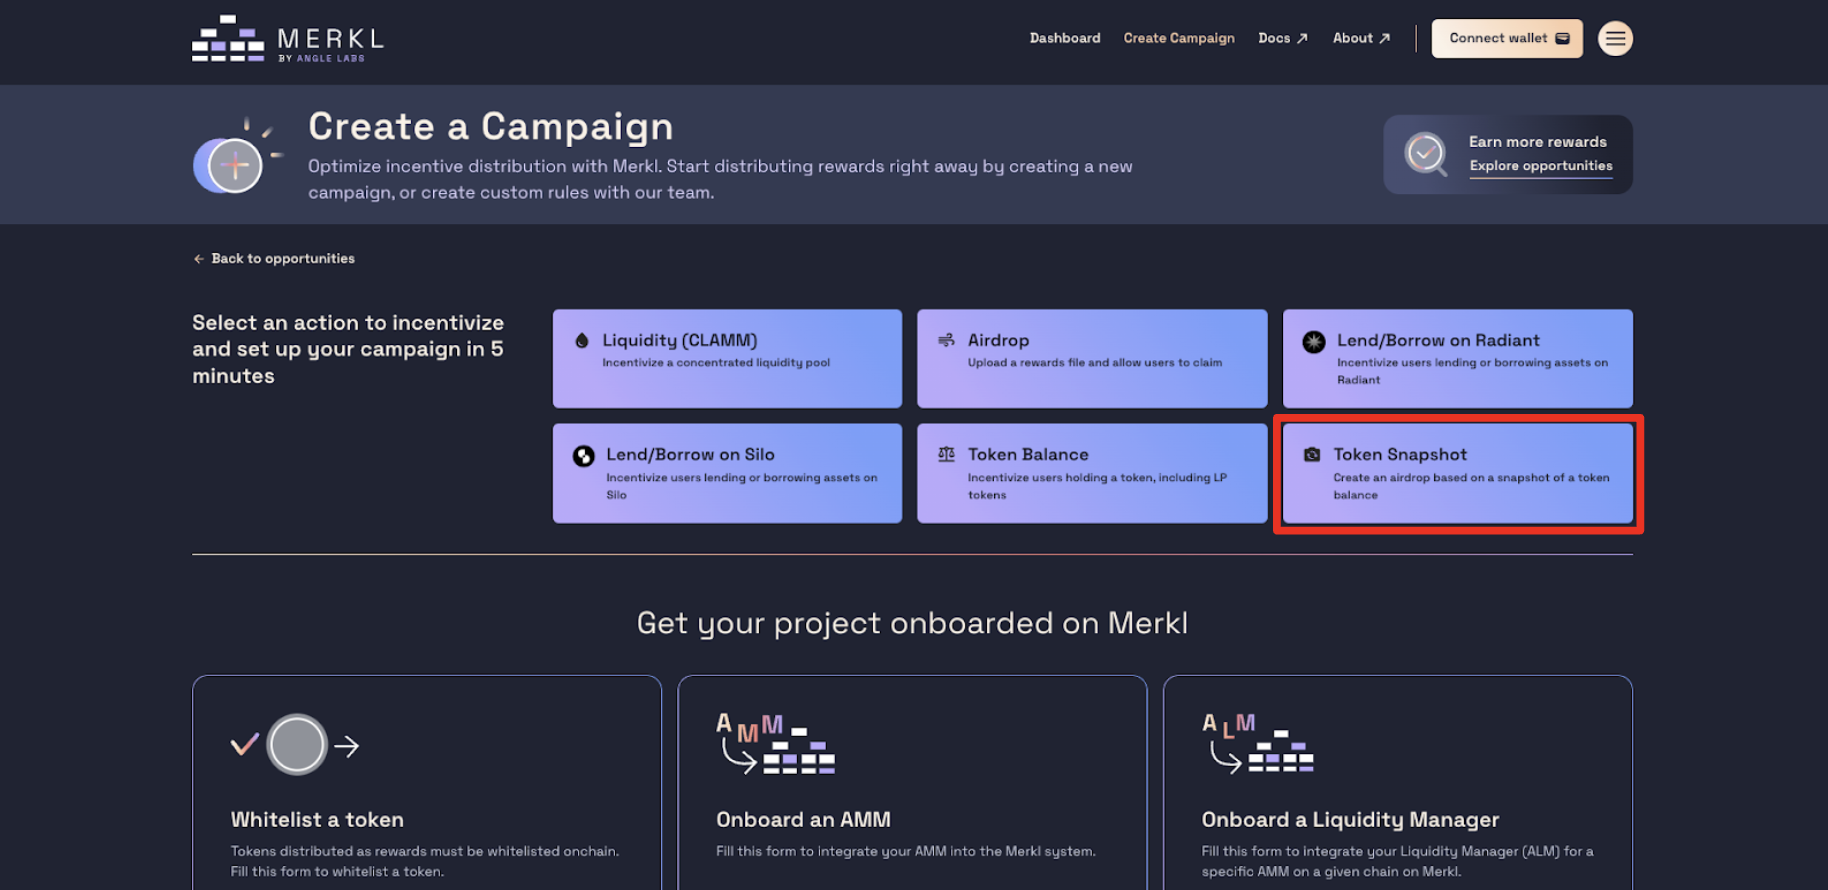 MERKL
BY ANGLE LABS
Dashboard
Create Campaign
Docs
About
Connect wallet
Create a Campaign
Optimize incentive distribution with Merkl. Start distributing rewards right away by creating a new
campaign, or create custom rules with our team.
Earn more rewards
Explore opportunities
Back to opportunities
Select an action to incentivize
and set up your campaign in 5
minutes
Liquidity (CLAMM)
Incentivize a concentrated liquidity pool
Airdrop
Upload a rewards file and allow users to claim
Lend/Borrow on Radiant
Incentivize users lending or borrowing assets on
Radiant
Lend/Borrow on Silo
Incentivize users lending or borrowing assets on
Silo
Token Balance
Incentivize users holding a token, including LP
tokens
Token Snapshot
Create an airdrop based on a snapshot of a token
balance
Get your project onboarded on Merkl
Whitelist a token
Tokens distributed as rewards must be whitelisted onchain.
Fill this form to whitelist a token.
AMM
Onboard an AMM
Fill this form to integrate your AMM into the Merkl system.
ALM
Onboard a Liquidity Manager
Fill this form to integrate your Liquidity Manager (ALM) for a
specific AMM on a given chain on Merkl.